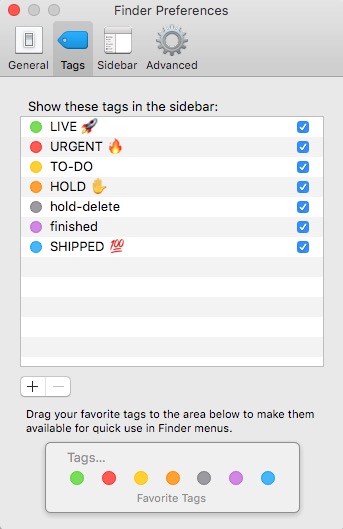 Finder Preferences
General Tags Sidebar Advanced
Show these tags in the sidebar:
LIVE 🚀
URGENT 🔥
TO-DO
HOLD ✋
hold-delete
finished
SHIPPED 💯
Drag your favorite tags to the area below to make them
available for quick use in Finder menus.
Tags...
Favorite Tags